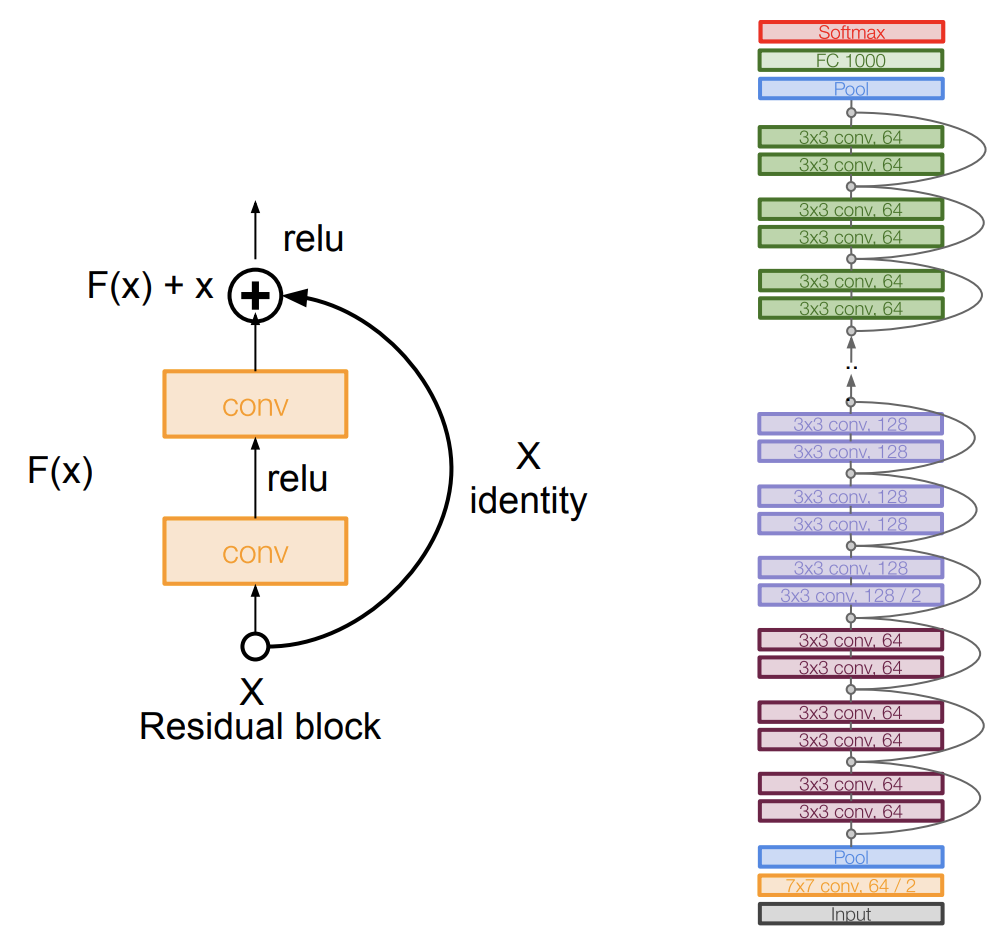 relu
F(x) + x
conv
F(x)
relu
X
identity
conv
X
Residual block
Softmax
FC 1000
Pool
3x3 conv, 64
3x3 conv, 64
3x3 conv, 64
3x3 conv, 64
3x3 conv, 64
3x3 conv, 64
..
.
3x3 conv, 128
3x3 conv, 128
3x3 conv, 128
3x3 conv, 128
3x3 conv, 128
3x3 conv, 128 / 2
3x3 conv, 64
3x3 conv, 64
3x3 conv, 64
3x3 conv, 64
3x3 conv, 64
3x3 conv, 64
Pool
7x7 conv, 64 / 2
Input